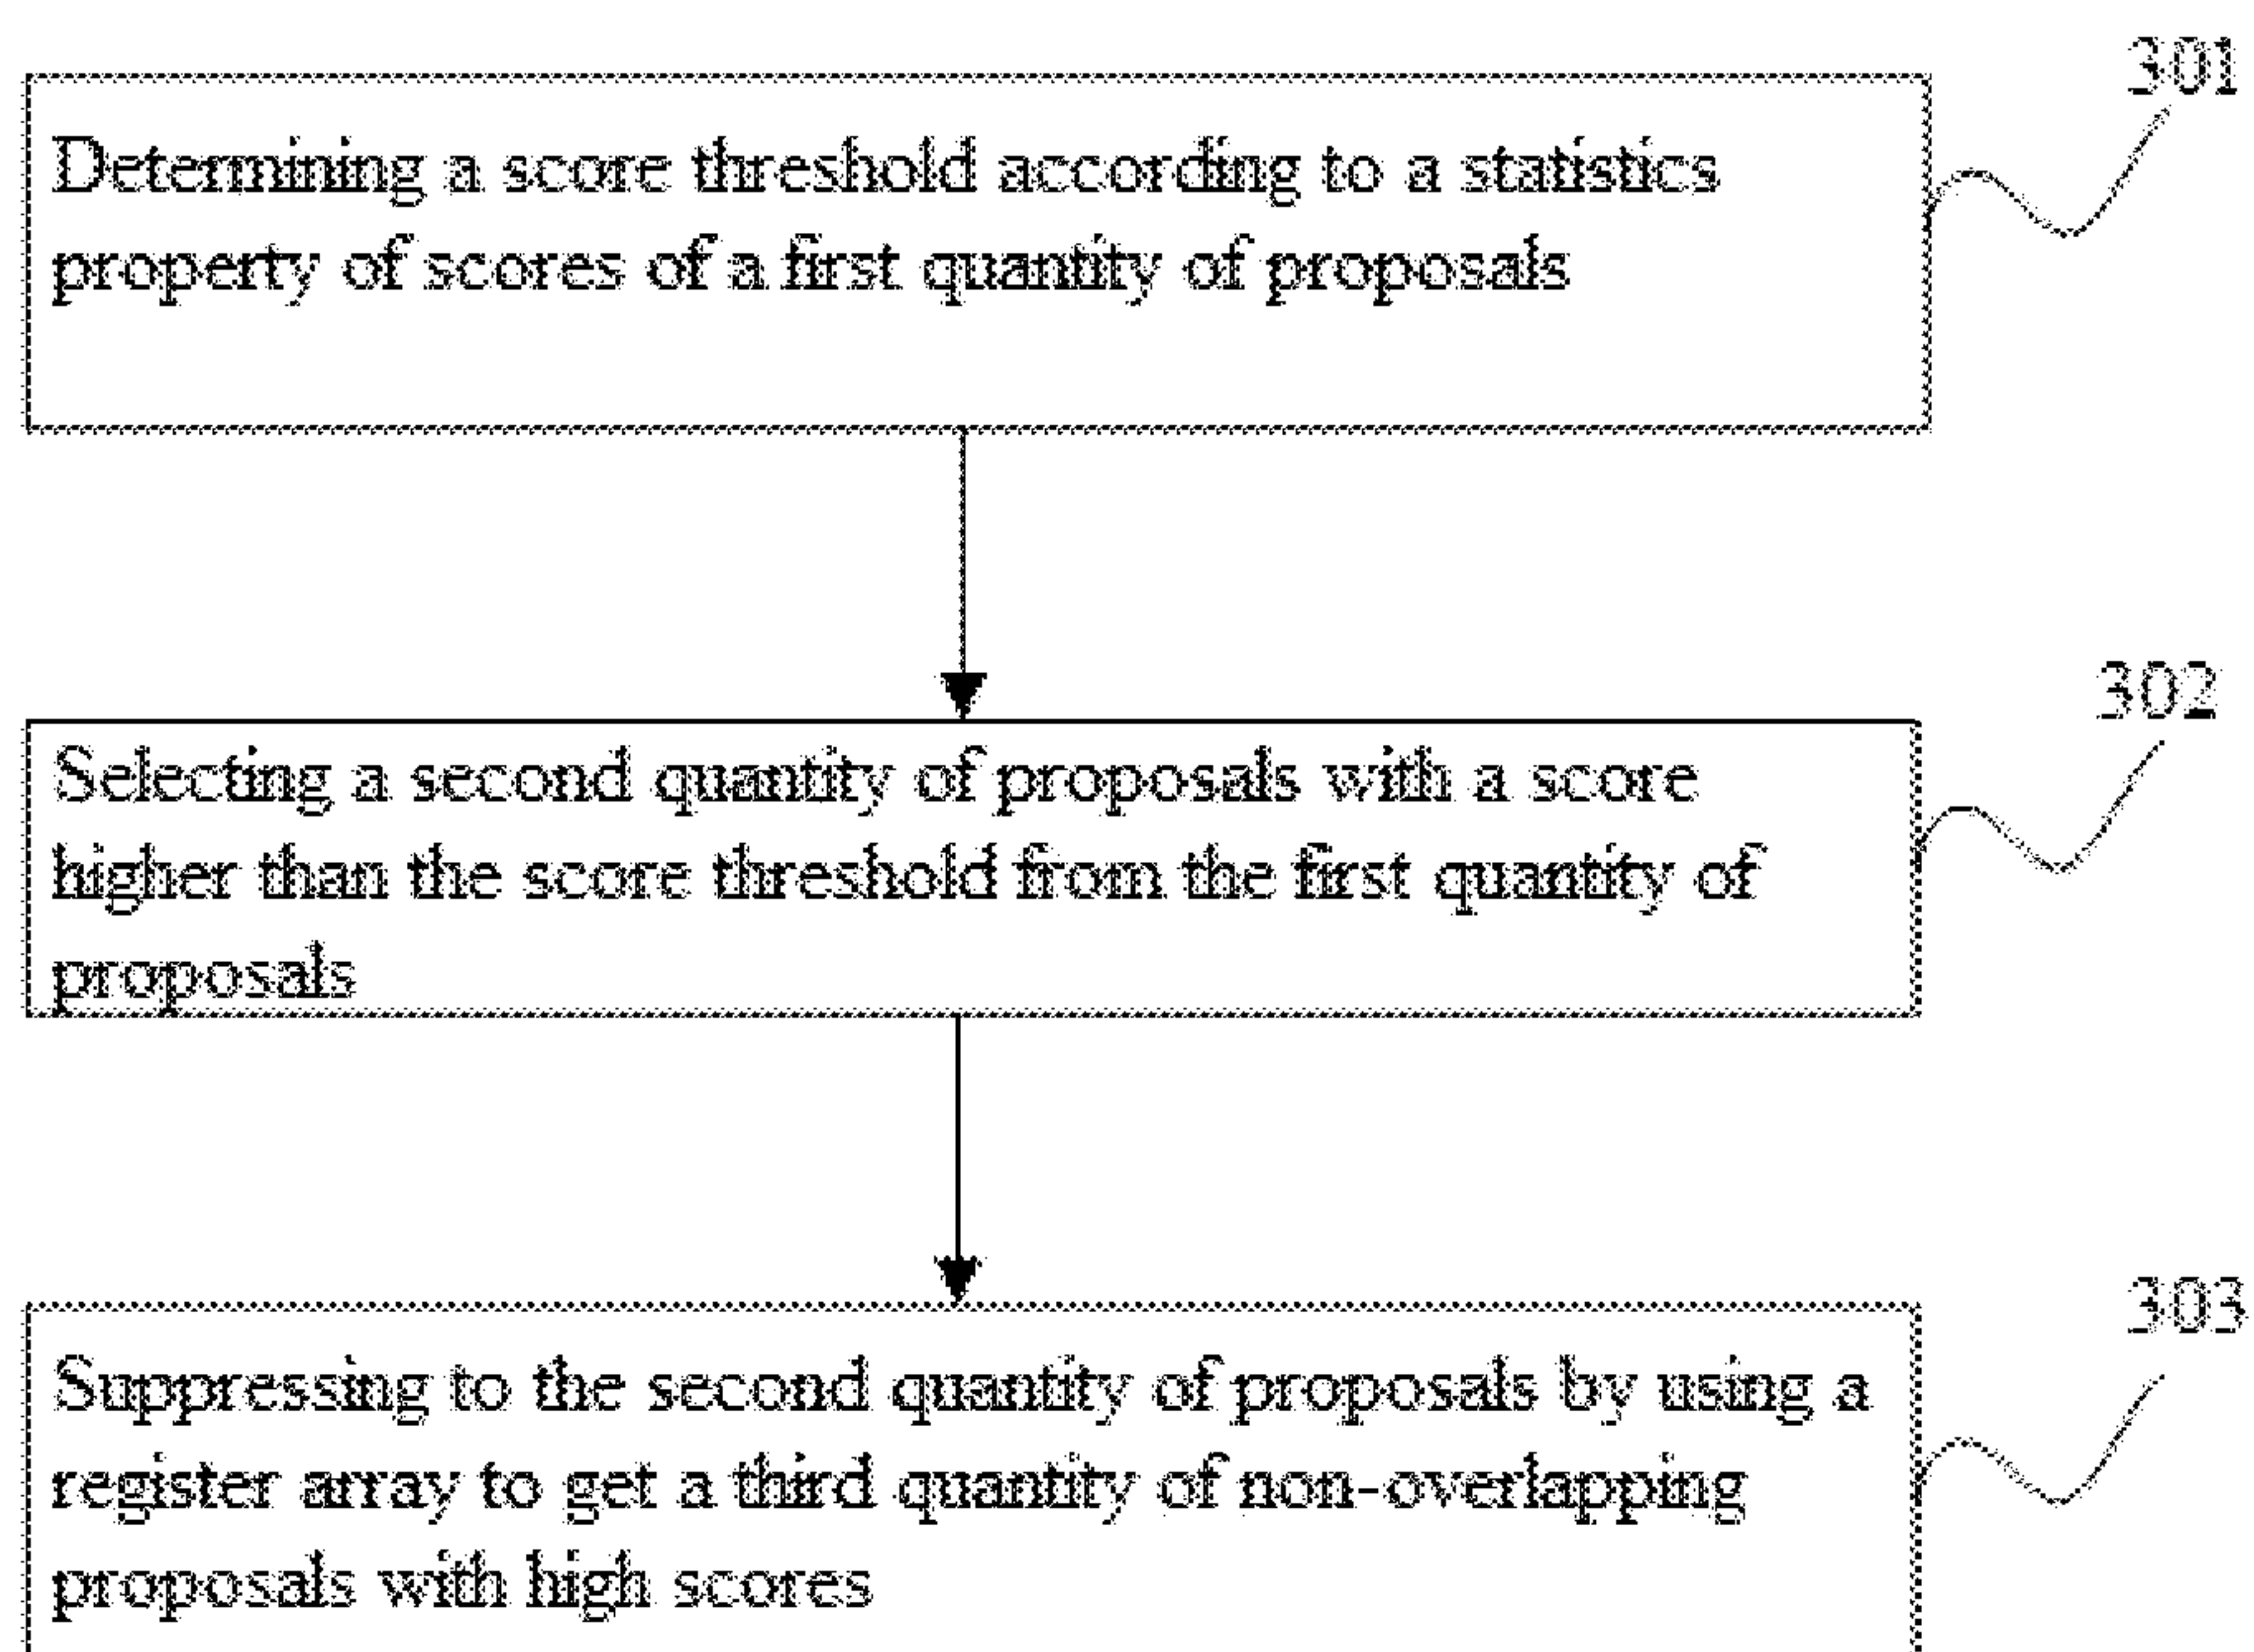 301
Determining a score threshold according to a statistics
property of scores of a first quantity of proposals
302
Selecting a second quantity of proposals with a score
higher than the score threshold from the first quantity of
proposals
303
Suppressing to the second quantity of proposals by using a
register array to get a third quantity of non-overlapping
proposals with high scores